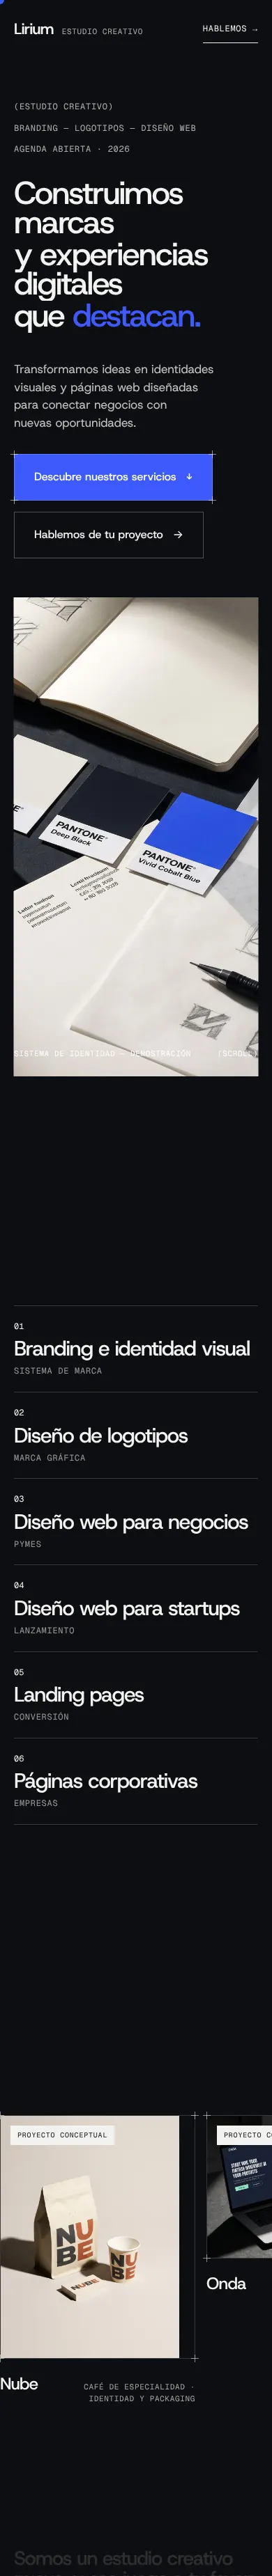 Lirium ESTUDIO CREATIVO HABLEMOS →
(ESTUDIO CREATIVO)
BRANDING — LOGOTIPOS — DISEÑO WEB
AGENDA ABIERTA · 2026
Construimos
marcas
y experiencias
digitales
que destacan.
Transformamos ideas en identidades
visuales y páginas web diseñadas
para conectar negocios con
nuevas oportunidades.
Descubre nuestros servicios ↓
Hablemos de tu proyecto →
PANTONE
Deep Black
PANTONE
Vivid Cobalt Blue
SISTEMA DE IDENTIDAD — DEMOSTRACIÓN (SCROLL)
01
Branding e identidad visual
SISTEMA DE MARCA
02
Diseño de logotipos
MARCA GRÁFICA
03
Diseño web para negocios
PYMES
04
Diseño web para startups
LANZAMIENTO
05
Landing pages
CONVERSIÓN
06
Páginas corporativas
EMPRESAS
PROYECTO CONCEPTUAL
PROYECTO
NUBE
NUBE
NUBE
Onda
Nube
CAFÉ DE ESPECIALIDAD ·
IDENTIDAD Y PACKAGING
Somos un estudio creativo